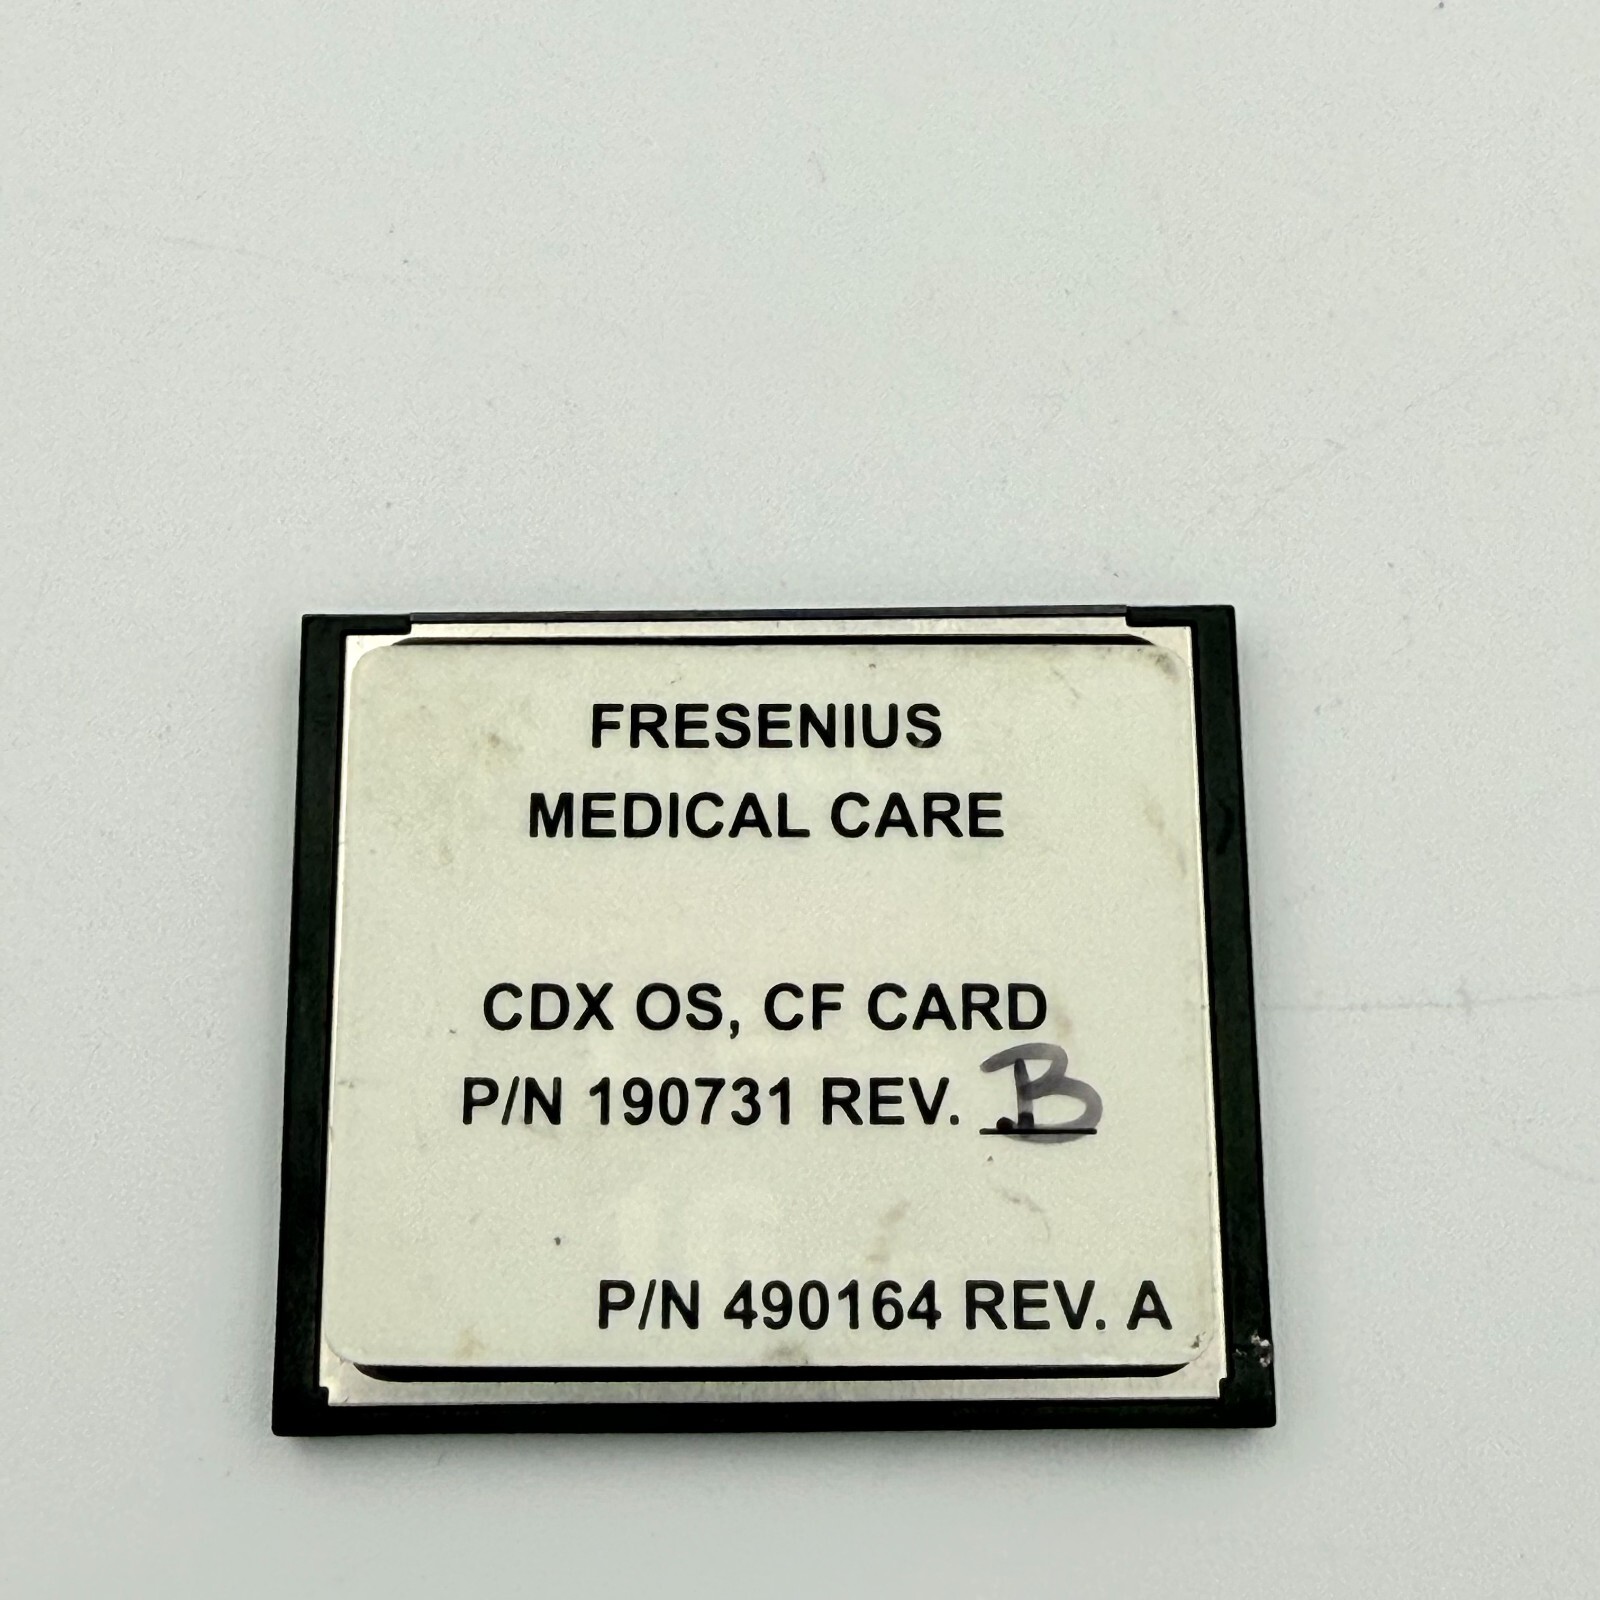 FRESENIUS
MEDICAL CARE
CDX OS, CF CARD
P/N 190731 REV. B
P/N 490164 REV. A